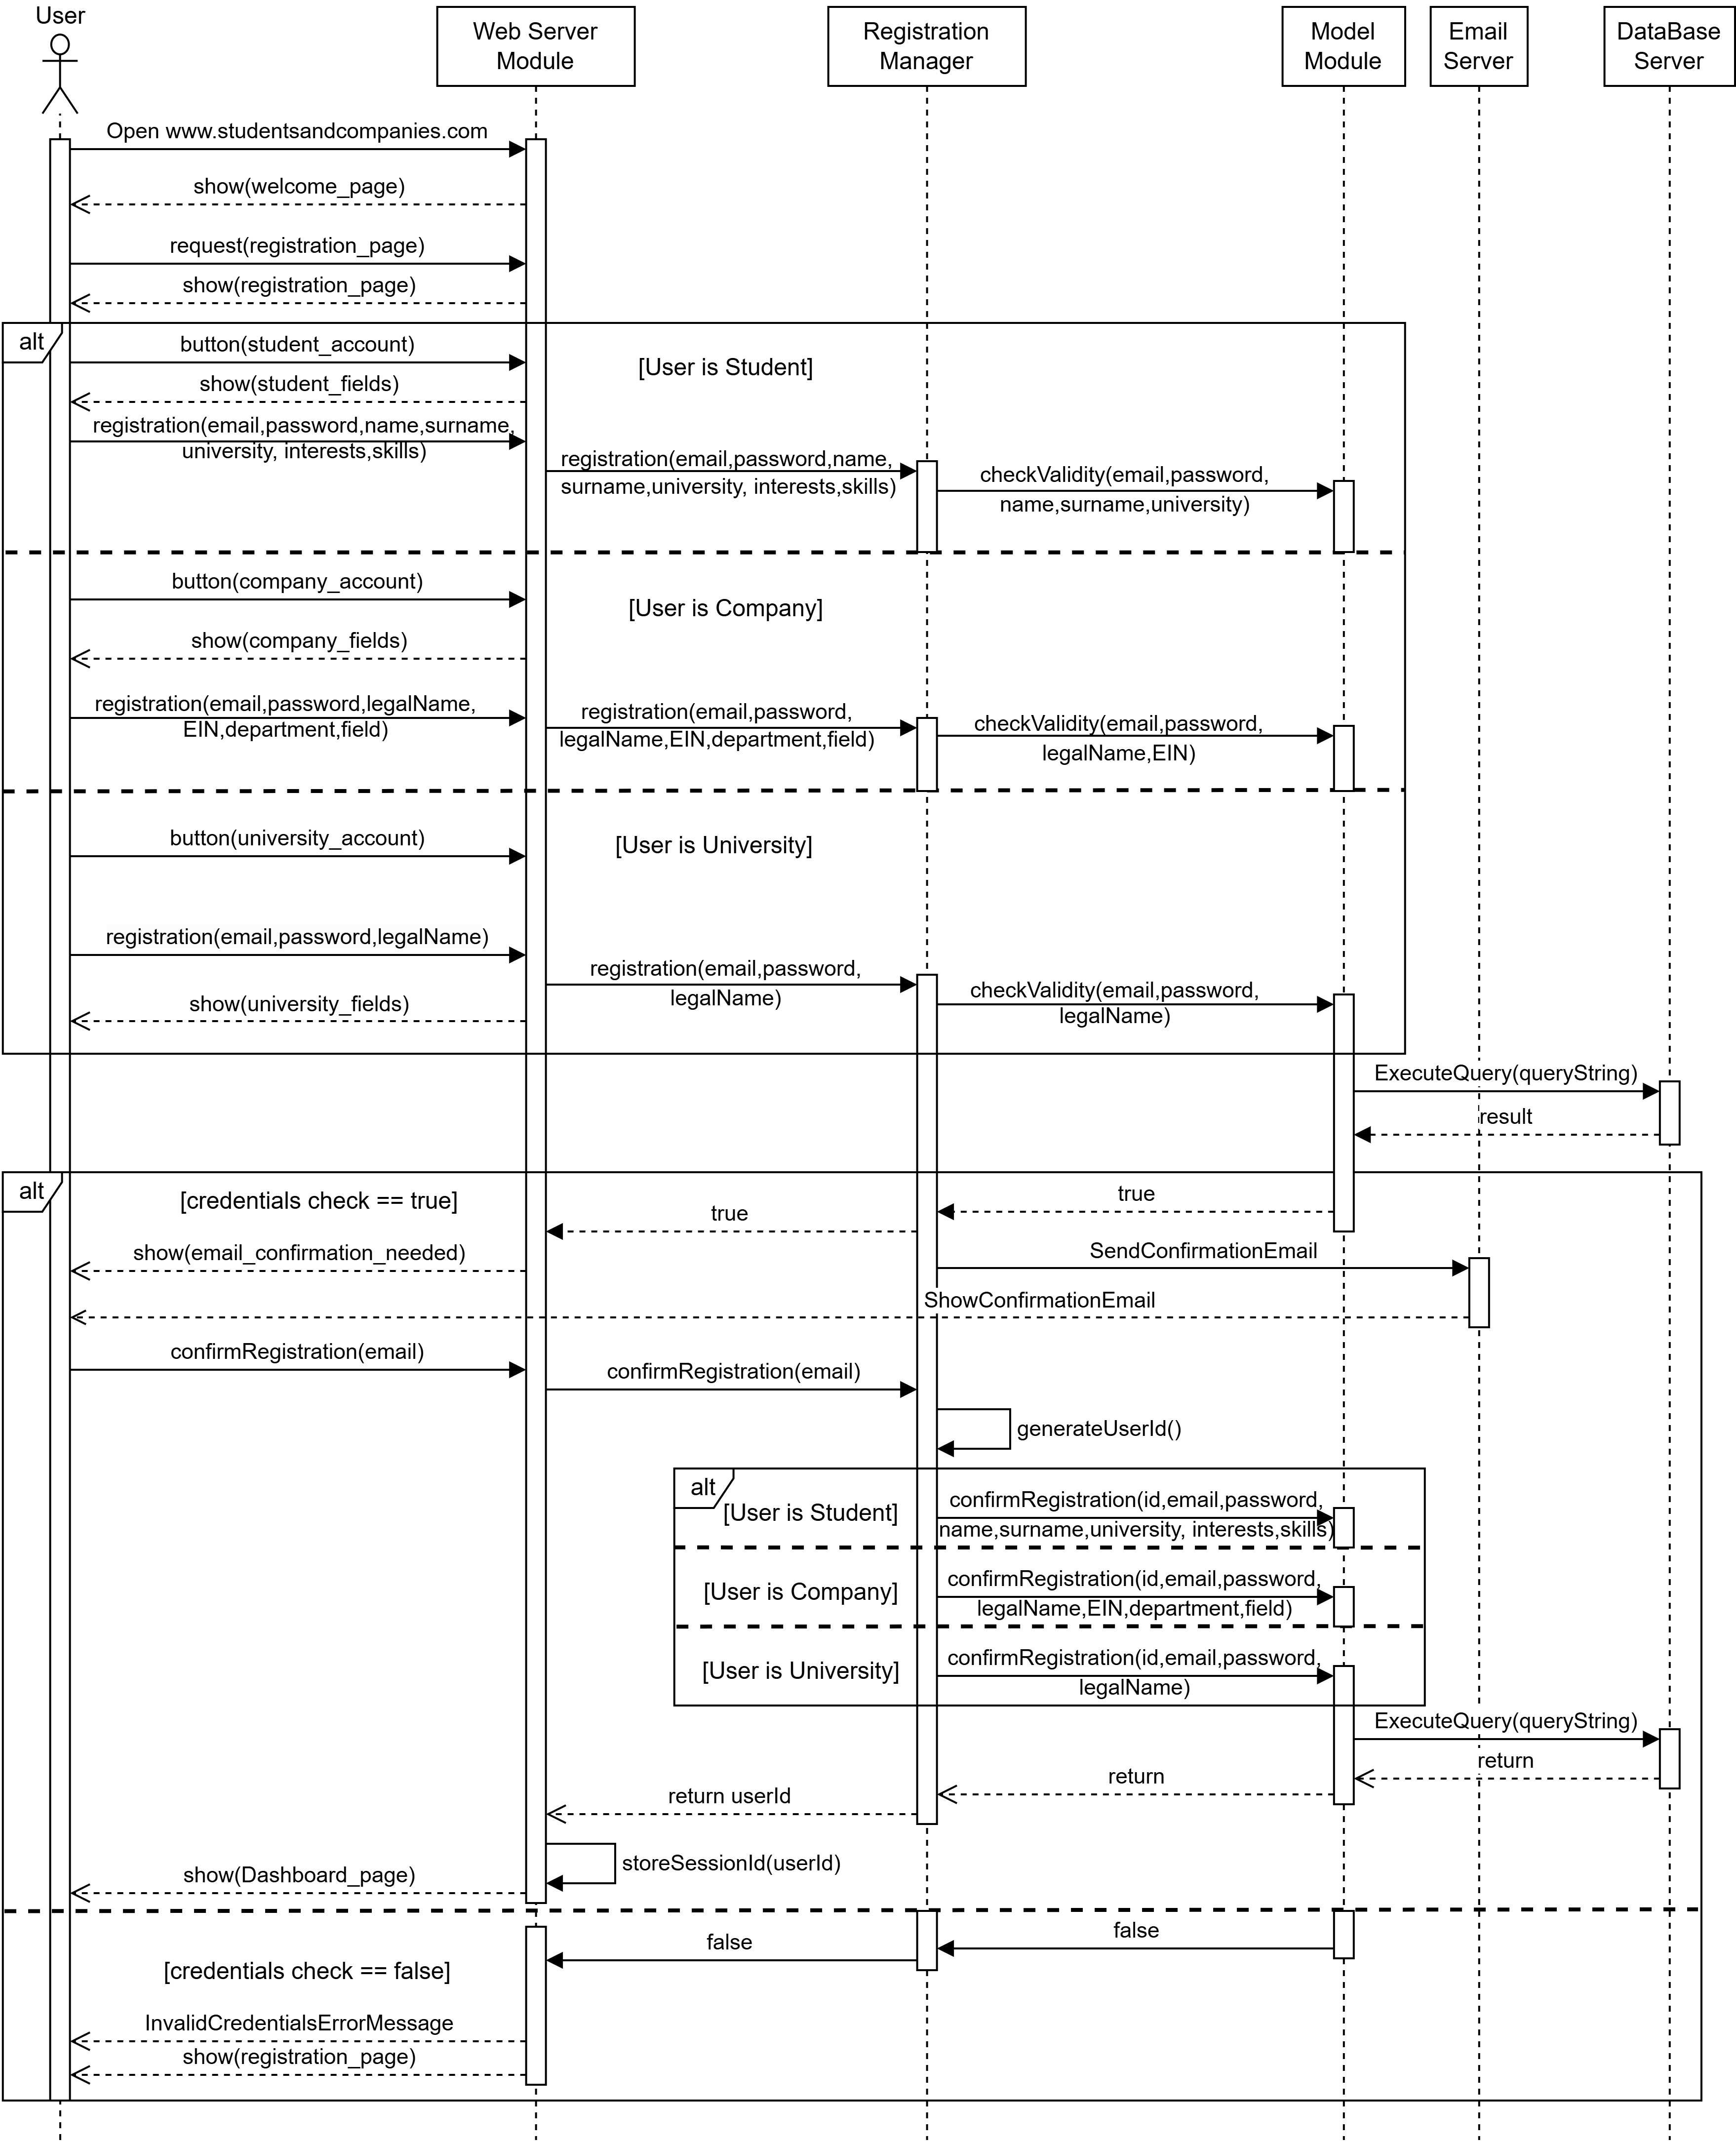 User
Web Server
Module
Registration
Manager
Model
Module
Email
Server
DataBase
Server
Open www.studentsandcompanies.com
show(welcome_page)
request(registration_page)
show(registration_page)
alt
button(student_account)
[User is Student]
show(student_fields)
registration(email,password,name,surname,
university, interests,skills)
registration(email,password,name,
surname,university, interests,skills)
checkValidity(email,password,
name,surname,university)
button(company_account)
[User is Company]
show(company_fields)
registration(email,password,legalName,
EIN,department,field)
registration(email,password,
legalName,EIN,department,field)
checkValidity(email,password,
legalName,EIN)
button(university_account)
[User is University]
registration(email,password,legalName)
registration(email,password,
legalName)
checkValidity(email,password,
legalName)
show(university_fields)
ExecuteQuery(queryString)
result
alt
[credentials check == true]
true
true
show(email_confirmation_needed)
SendConfirmationEmail
ShowConfirmationEmail
confirmRegistration(email)
confirmRegistration(email)
generateUserId()
alt
[User is Student]
confirmRegistration(id,email,password,
name,surname,university, interests,skills)
[User is Company]
confirmRegistration(id,email,password,
legalName,EIN,department,field)
[User is University]
confirmRegistration(id,email,password,
legalName)
ExecuteQuery(queryString)
return
return
return userId
storeSessionId(userId)
show(Dashboard_page)
false
false
[credentials check == false]
InvalidCredentialsErrorMessage
show(registration_page)